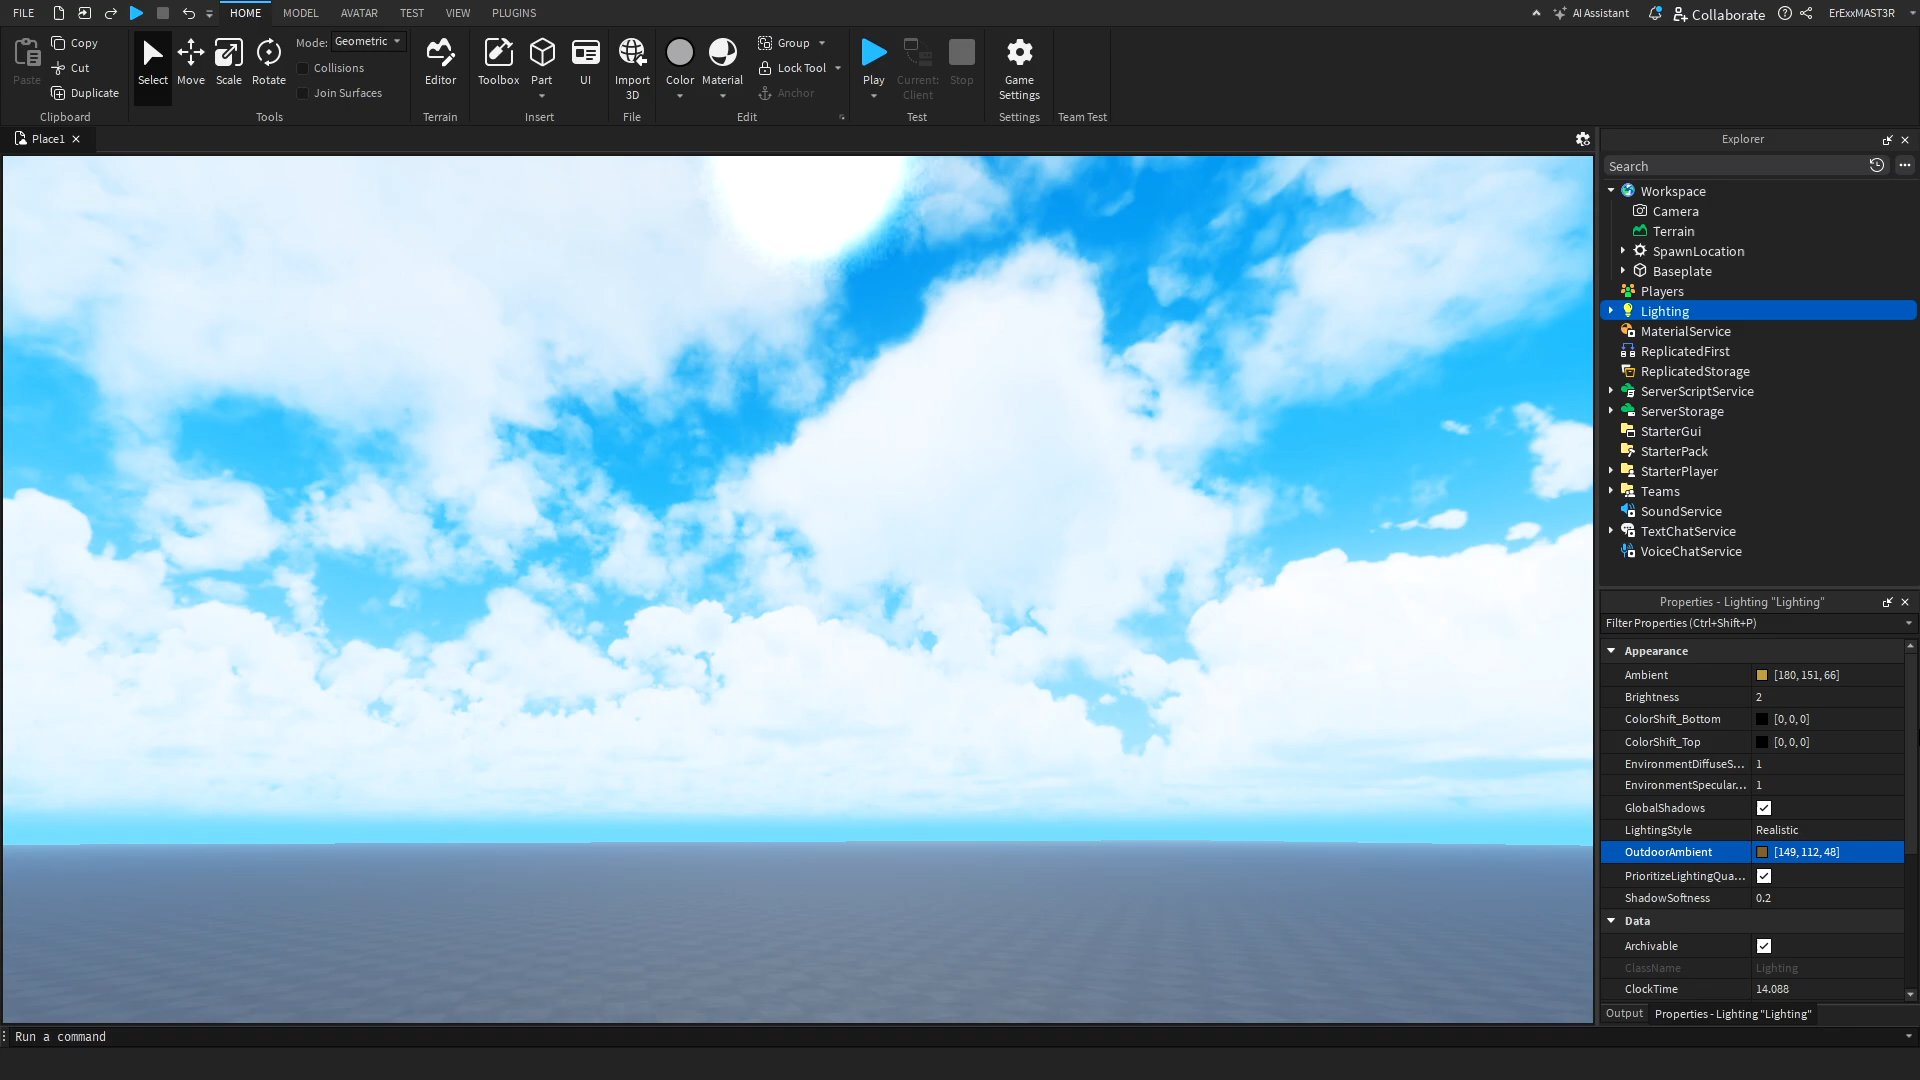 FILE
HOME
MODEL
AVATAR
TEST
VIEW
PLUGINS
AI Assistant
Collaborate
ErExxMAST3R
Paste
Copy
Cut
Duplicate
Clipboard
Select
Move
Scale
Rotate
Mode: Geometric
Collisions
Join Surfaces
Tools
Editor
Terrain
Toolbox
Part
UI
Insert
Import
3D
File
Color
Material
Group
Lock Tool
Anchor
Edit
Play
Current:
Client
Stop
Test
Game
Settings
Settings
Team Test
Place1
Explorer
Search
Workspace
Camera
Terrain
SpawnLocation
Baseplate
Players
Lighting
MaterialService
ReplicatedFirst
ReplicatedStorage
ServerScriptService
ServerStorage
StarterGui
StarterPack
StarterPlayer
Teams
SoundService
TextChatService
VoiceChatService
Properties - Lighting "Lighting"
Filter Properties (Ctrl+Shift+P)
Appearance
Ambient [180, 151, 66]
Brightness 2
ColorShift_Bottom [0, 0, 0]
ColorShift_Top [0, 0, 0]
EnvironmentDiffuseS... 1
EnvironmentSpecular... 1
GlobalShadows
LightingStyle Realistic
OutdoorAmbient [149, 112, 48]
PrioritizeLightingQua...
ShadowSoftness 0.2
Data
Archivable
ClassName Lighting
ClockTime 14.088
Output
Properties - Lighting "Lighting"
Run a command